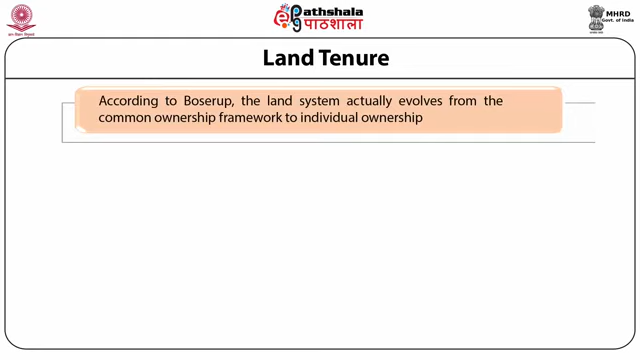 ePathshala
पाठशाला
MHRD
Govt. of India
Land Tenure
According to Boserup, the land system actually evolves from the
common ownership framework to individual ownership